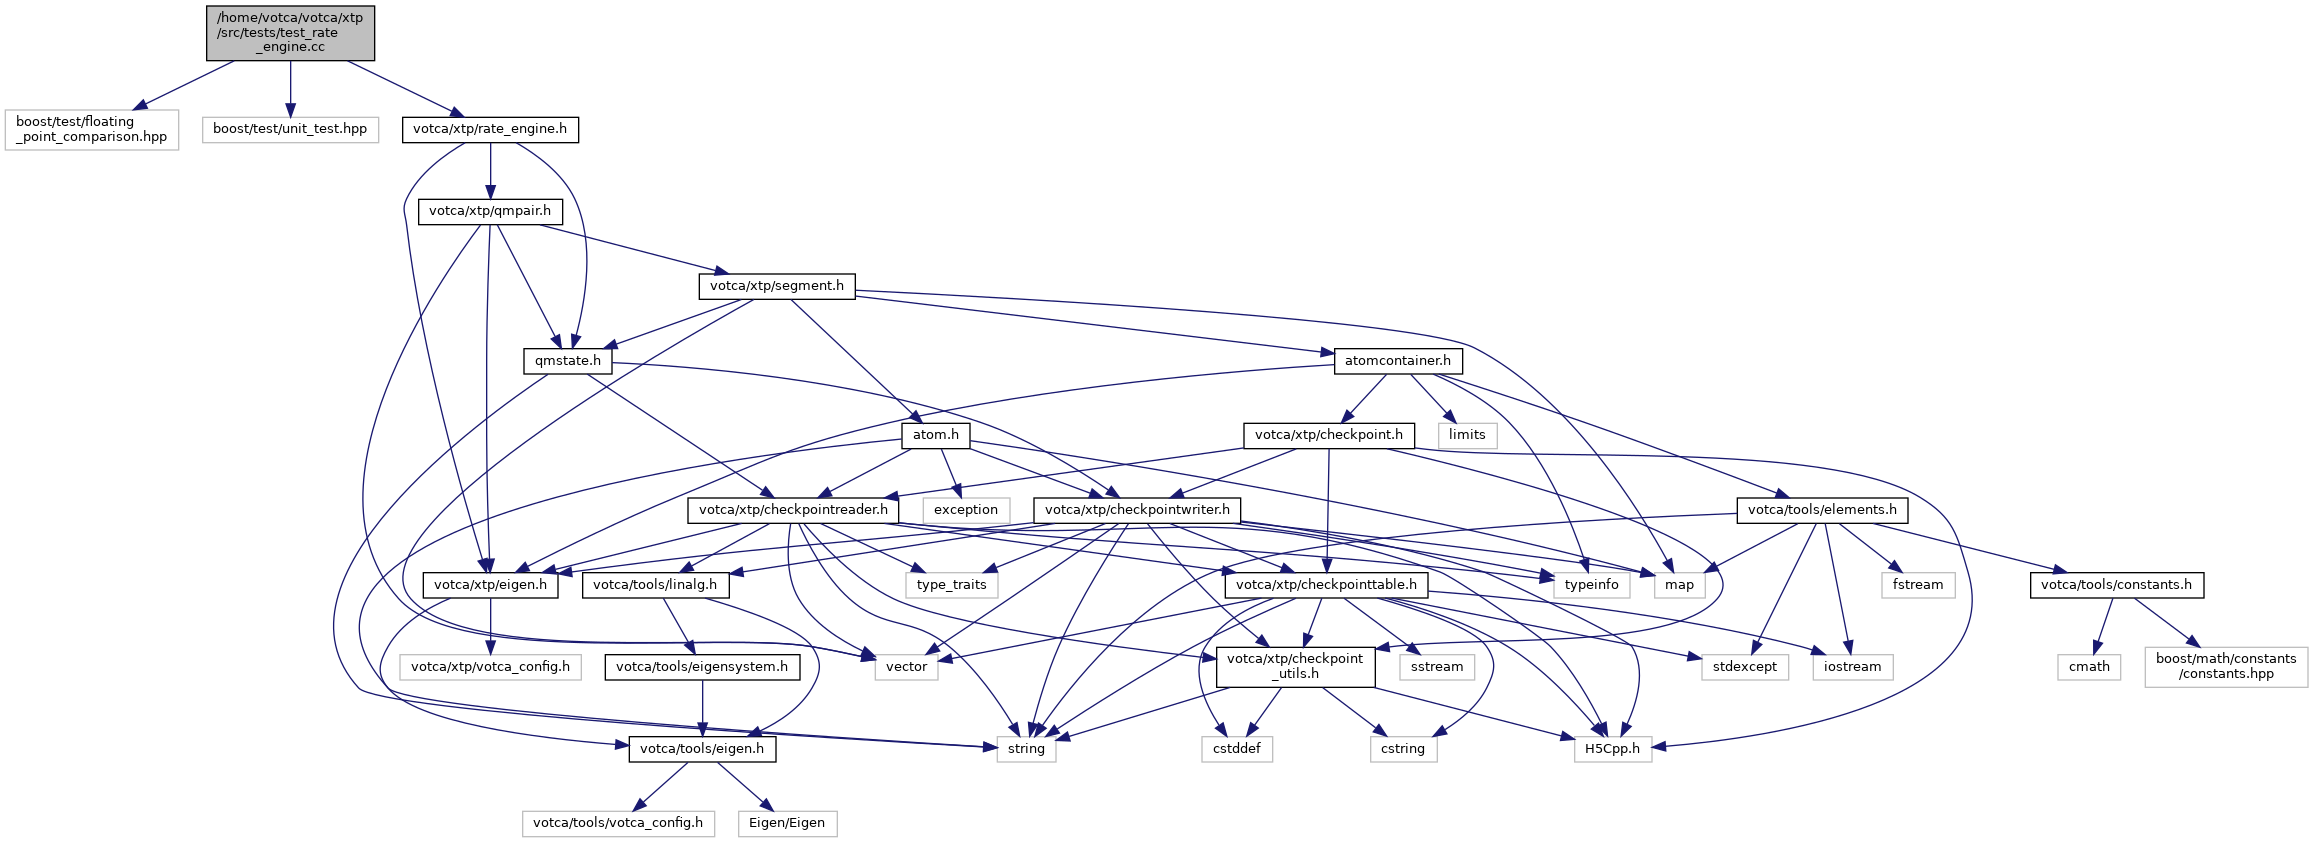 /home/votca/votca/xtp
/src/tests/test_rate
_engine.cc
boost/test/floating
_point_comparison.hpp
boost/test/unit_test.hpp
votca/xtp/rate_engine.h
votca/xtp/qmpair.h
votca/xtp/segment.h
qmstate.h
atomcontainer.h
atom.h
votca/xtp/checkpoint.h
limits
votca/xtp/checkpointreader.h
exception
votca/xtp/checkpointwriter.h
votca/tools/elements.h
votca/xtp/eigen.h
votca/tools/linalg.h
type_traits
votca/xtp/checkpointtable.h
typeinfo
map
fstream
votca/tools/constants.h
votca/xtp/votca_config.h
votca/tools/eigensystem.h
vector
votca/xtp/checkpoint
_utils.h
sstream
stdexcept
iostream
cmath
boost/math/constants
/constants.hpp
votca/tools/eigen.h
string
cstddef
cstring
H5Cpp.h
votca/tools/votca_config.h
Eigen/Eigen